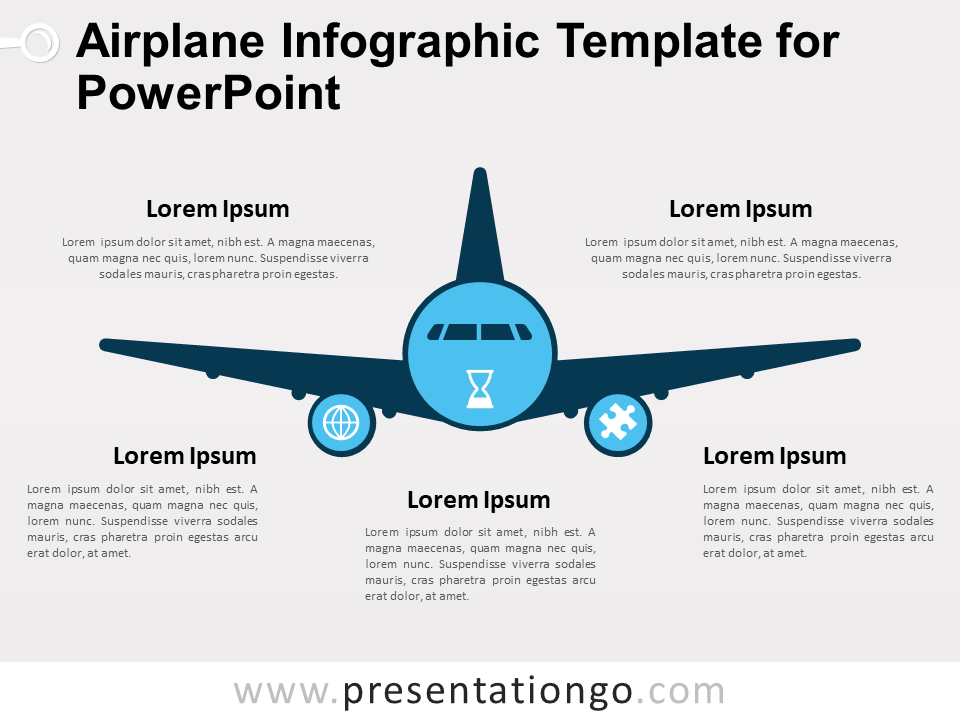 Airplane Infographic Template for
PowerPoint
Lorem Ipsum
Lorem ipsum dolor sit amet, nibh est. A magna maecenas,
quam magna nec quis, lorem nunc. Suspendisse viverra
sodales mauris, cras pharetra proin egestas.
Lorem Ipsum
Lorem ipsum dolor sit amet, nibh est. A magna maecenas,
quam magna nec quis, lorem nunc. Suspendisse viverra
sodales mauris, cras pharetra proin egestas.
Lorem Ipsum
Lorem ipsum dolor sit amet, nibh est. A
magna maecenas, quam magna nec quis,
lorem nunc. Suspendisse viverra sodales
mauris, cras pharetra proin egestas arcu
erat dolor, at amet.
Lorem Ipsum
Lorem ipsum dolor sit amet, nibh est. A
magna maecenas, quam magna nec quis,
lorem nunc. Suspendisse viverra sodales
mauris, cras pharetra proin egestas arcu
erat dolor, at amet.
Lorem Ipsum
Lorem ipsum dolor sit amet, nibh est. A
magna maecenas, quam magna nec quis,
lorem nunc. Suspendisse viverra sodales
mauris, cras pharetra proin egestas arcu
erat dolor, at amet.
www.presentationgo.com